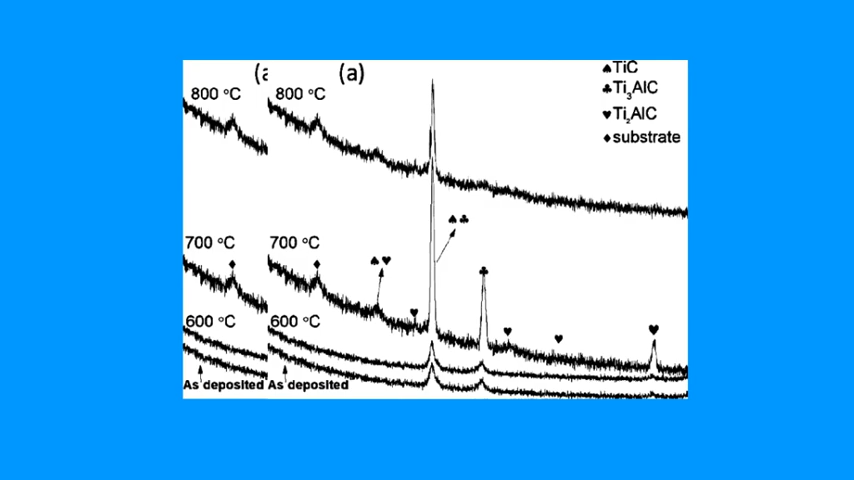 (a (a)
♠TiC
♣Ti₃AlC
♥Ti₂AlC
♦substrate
800 °C 800 °C
♠♣
700 °C 700 °C
♦ ♦ ♠♥
♣
♥ ♥ ♥ ♥
600 °C 600 °C
As deposited As deposited